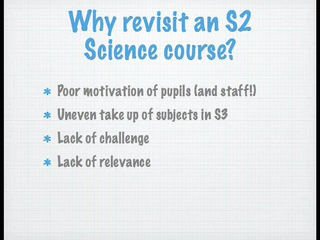 Why revisit an S2
Science course?
Poor motivation of pupils (and staff!)
Uneven take up of subjects in S3
Lack of challenge
Lack of relevance